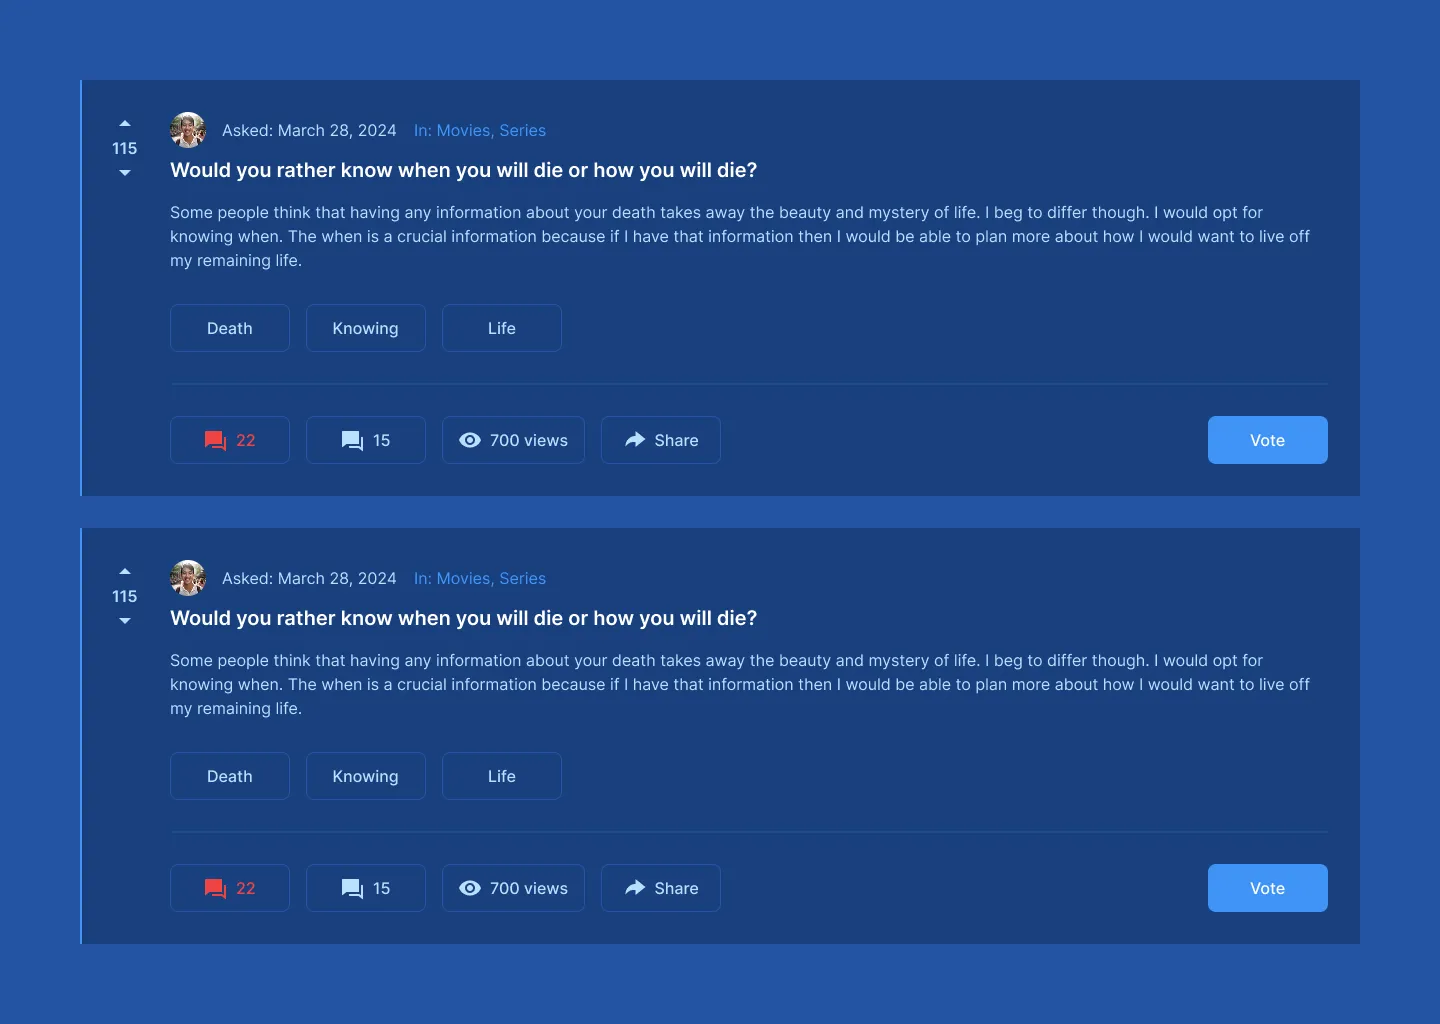 Asked: March 28, 2024 In: Movies, Series
115
Would you rather know when you will die or how you will die?
Some people think that having any information about your death takes away the beauty and mystery of life. I beg to differ though. I would opt for
knowing when. The when is a crucial information because if I have that information then I would be able to plan more about how I would want to live off
my remaining life.
Death Knowing Life
22 15 700 views Share Vote
Asked: March 28, 2024 In: Movies, Series
115
Would you rather know when you will die or how you will die?
Some people think that having any information about your death takes away the beauty and mystery of life. I beg to differ though. I would opt for
knowing when. The when is a crucial information because if I have that information then I would be able to plan more about how I would want to live off
my remaining life.
Death Knowing Life
22 15 700 views Share Vote